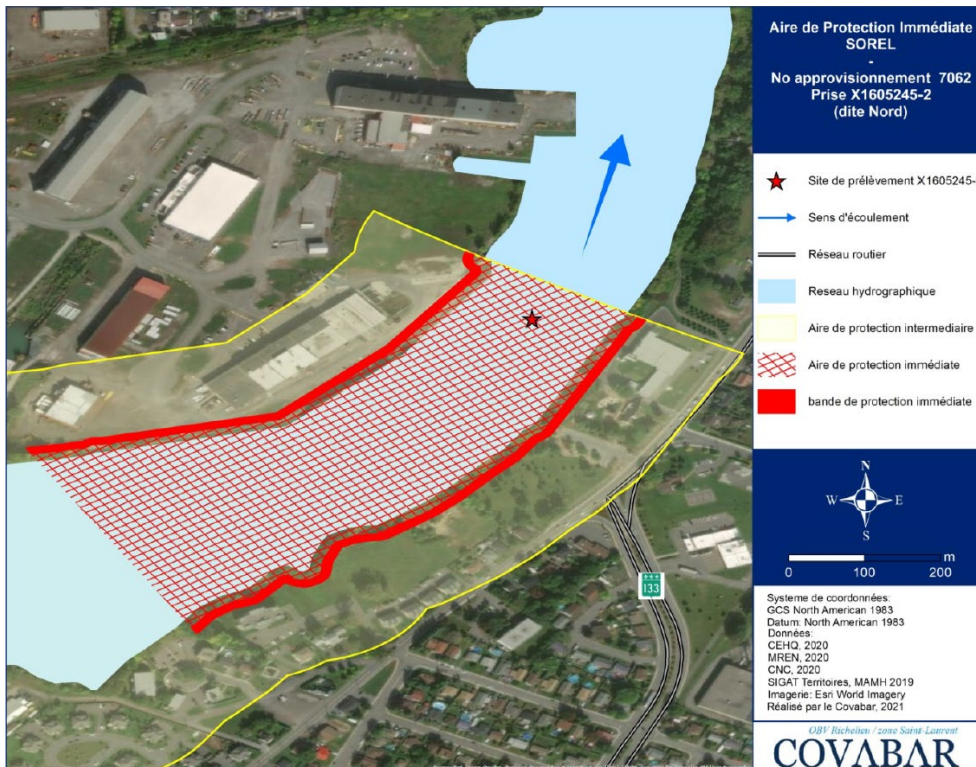 Aire de Protection Immédiate
SOREL
-
No approvisionnement 7062
Prise X1605245-2
(dite Nord)
Site de prélèvement X1605245-
Sens d'écoulement
Réseau routier
Reseau hydrographique
Aire de protection intermediaire
Aire de protection immédiate
bande de protection immédiate
133
N
W E
S
m
0 100 200
Systeme de coordonnées:
GCS North American 1983
Datum: North American 1983
Données:
CEHQ, 2020
MREN, 2020
CNC, 2020
SIGAT Territoires, MAMH 2019
Imagerie: Esri World Imagery
Réalisé par le Covabar, 2021
OBV Richelieu / zone Saint-Laurent
COVABAR